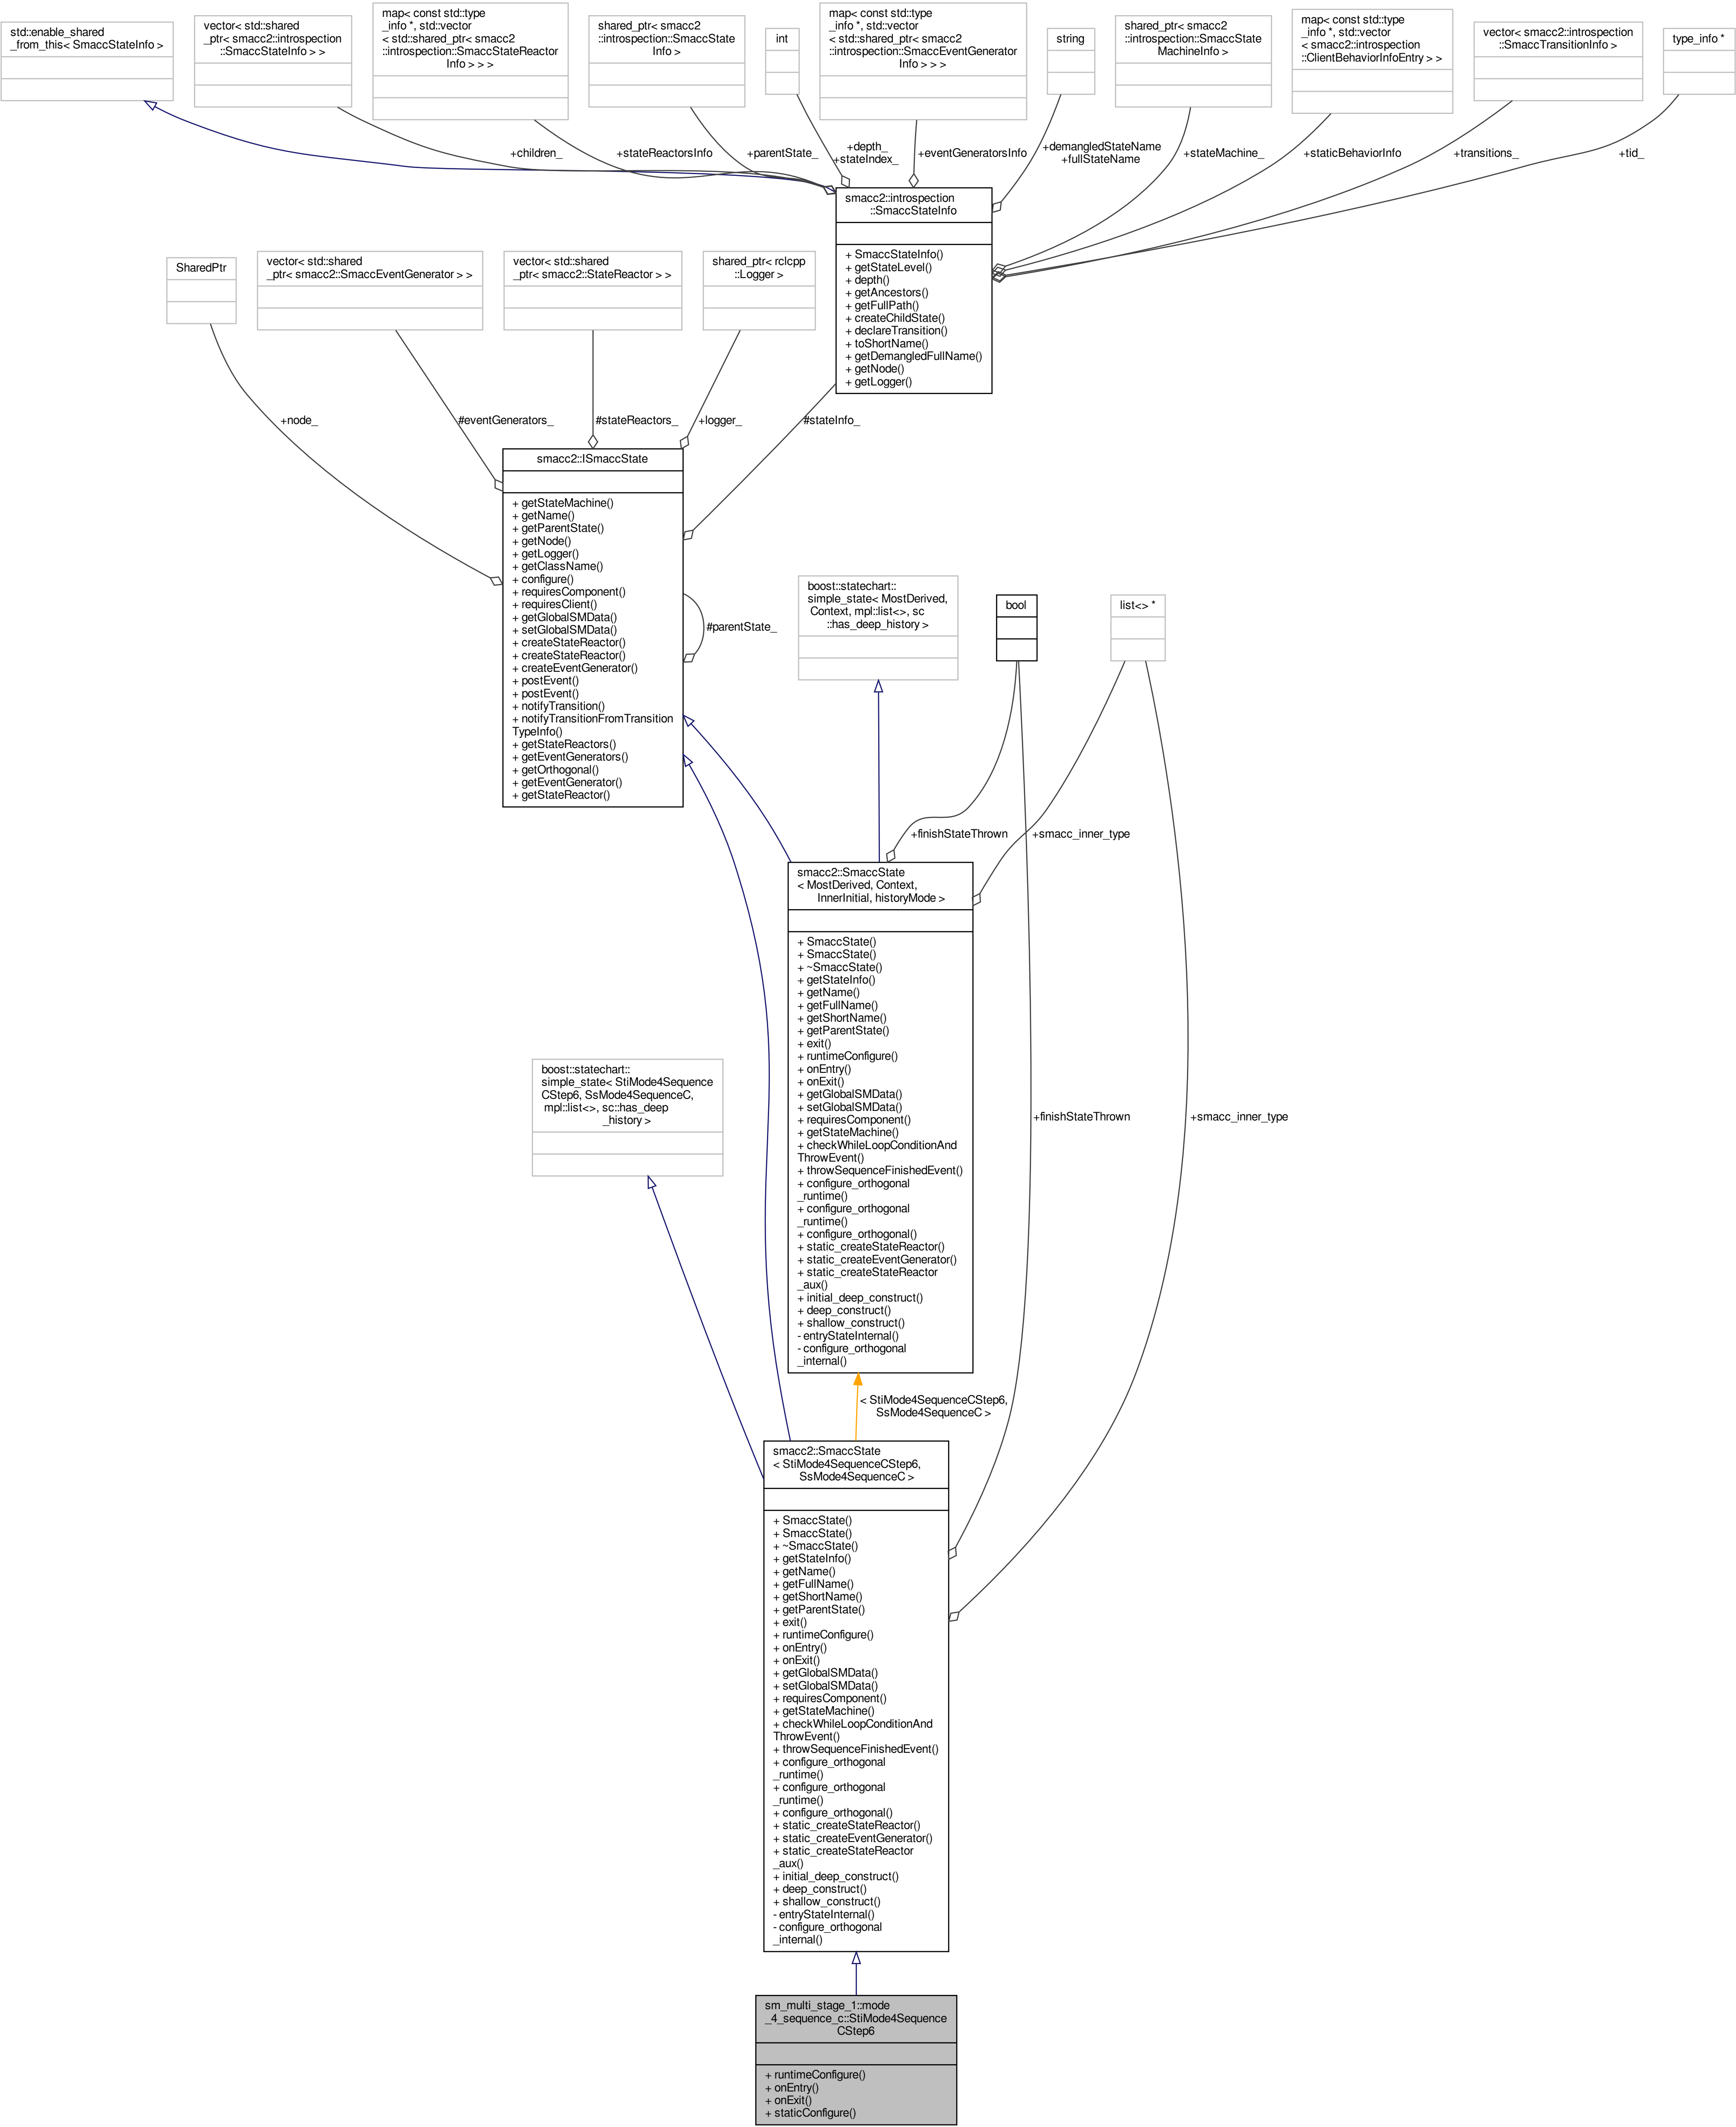 std::enable_shared
_from_this< SmaccStateInfo >
vector< std::shared
_ptr< smacc2::introspection
::SmaccStateInfo > >
map< const std::type
_info *, std::vector
< std::shared_ptr< smacc2
::introspection::SmaccStateReactor
Info > > >
shared_ptr< smacc2
::introspection::SmaccState
Info >
int
map< const std::type
_info *, std::vector
< std::shared_ptr< smacc2
::introspection::SmaccEventGenerator
Info > > >
string
shared_ptr< smacc2
::introspection::SmaccState
MachineInfo >
map< const std::type
_info *, std::vector
< smacc2::introspection
::ClientBehaviorInfoEntry > >
vector< smacc2::introspection
::SmaccTransitionInfo >
type_info *
+children_
+stateReactorsInfo
+parentState_
+depth_
+stateIndex_
+eventGeneratorsInfo
+demangledStateName
+fullStateName
+stateMachine_
+staticBehaviorInfo
+transitions_
+tid_
smacc2::introspection
::SmaccStateInfo
+ SmaccStateInfo()
+ getStateLevel()
+ depth()
+ getAncestors()
+ getFullPath()
+ createChildState()
+ declareTransition()
+ toShortName()
+ getDemangledFullName()
+ getNode()
+ getLogger()
SharedPtr
vector< std::shared
_ptr< smacc2::SmaccEventGenerator > >
vector< std::shared
_ptr< smacc2::StateReactor > >
shared_ptr< rclcpp
::Logger >
+node_
#eventGenerators_
#stateReactors_
+logger_
#stateInfo_
smacc2::ISmaccState
+ getStateMachine()
+ getName()
+ getParentState()
+ getNode()
+ getLogger()
+ getClassName()
+ configure()
+ requiresComponent()
+ requiresClient()
+ getGlobalSMData()
+ setGlobalSMData()
+ createStateReactor()
+ createStateReactor()
+ createEventGenerator()
+ postEvent()
+ postEvent()
+ notifyTransition()
+ notifyTransitionFromTransition
TypeInfo()
+ getStateReactors()
+ getEventGenerators()
+ getOrthogonal()
+ getEventGenerator()
+ getStateReactor()
#parentState_
boost::statechart::
simple_state< MostDerived,
Context, mpl::list<>, sc
::has_deep_history >
bool
list<> *
+finishStateThrown
+smacc_inner_type
smacc2::SmaccState
< MostDerived, Context,
InnerInitial, historyMode >
+ SmaccState()
+ SmaccState()
+ ~SmaccState()
+ getStateInfo()
+ getName()
+ getFullName()
+ getShortName()
+ getParentState()
+ exit()
+ runtimeConfigure()
+ onEntry()
+ onExit()
+ getGlobalSMData()
+ setGlobalSMData()
+ requiresComponent()
+ getStateMachine()
+ checkWhileLoopConditionAnd
ThrowEvent()
+ throwSequenceFinishedEvent()
+ configure_orthogonal
_runtime()
+ configure_orthogonal
_runtime()
+ configure_orthogonal()
+ static_createStateReactor()
+ static_createEventGenerator()
+ static_createStateReactor
_aux()
+ initial_deep_construct()
+ deep_construct()
+ shallow_construct()
- entryStateInternal()
- configure_orthogonal
_internal()
boost::statechart::
simple_state< StiMode4Sequence
CStep6, SsMode4SequenceC,
mpl::list<>, sc::has_deep
_history >
+finishStateThrown
+smacc_inner_type
< StiMode4SequenceCStep6,
SsMode4SequenceC >
smacc2::SmaccState
< StiMode4SequenceCStep6,
SsMode4SequenceC >
+ SmaccState()
+ SmaccState()
+ ~SmaccState()
+ getStateInfo()
+ getName()
+ getFullName()
+ getShortName()
+ getParentState()
+ exit()
+ runtimeConfigure()
+ onEntry()
+ onExit()
+ getGlobalSMData()
+ setGlobalSMData()
+ requiresComponent()
+ getStateMachine()
+ checkWhileLoopConditionAnd
ThrowEvent()
+ throwSequenceFinishedEvent()
+ configure_orthogonal
_runtime()
+ configure_orthogonal
_runtime()
+ configure_orthogonal()
+ static_createStateReactor()
+ static_createEventGenerator()
+ static_createStateReactor
_aux()
+ initial_deep_construct()
+ deep_construct()
+ shallow_construct()
- entryStateInternal()
- configure_orthogonal
_internal()
sm_multi_stage_1::mode
_4_sequence_c::StiMode4Sequence
CStep6
+ runtimeConfigure()
+ onEntry()
+ onExit()
+ staticConfigure()